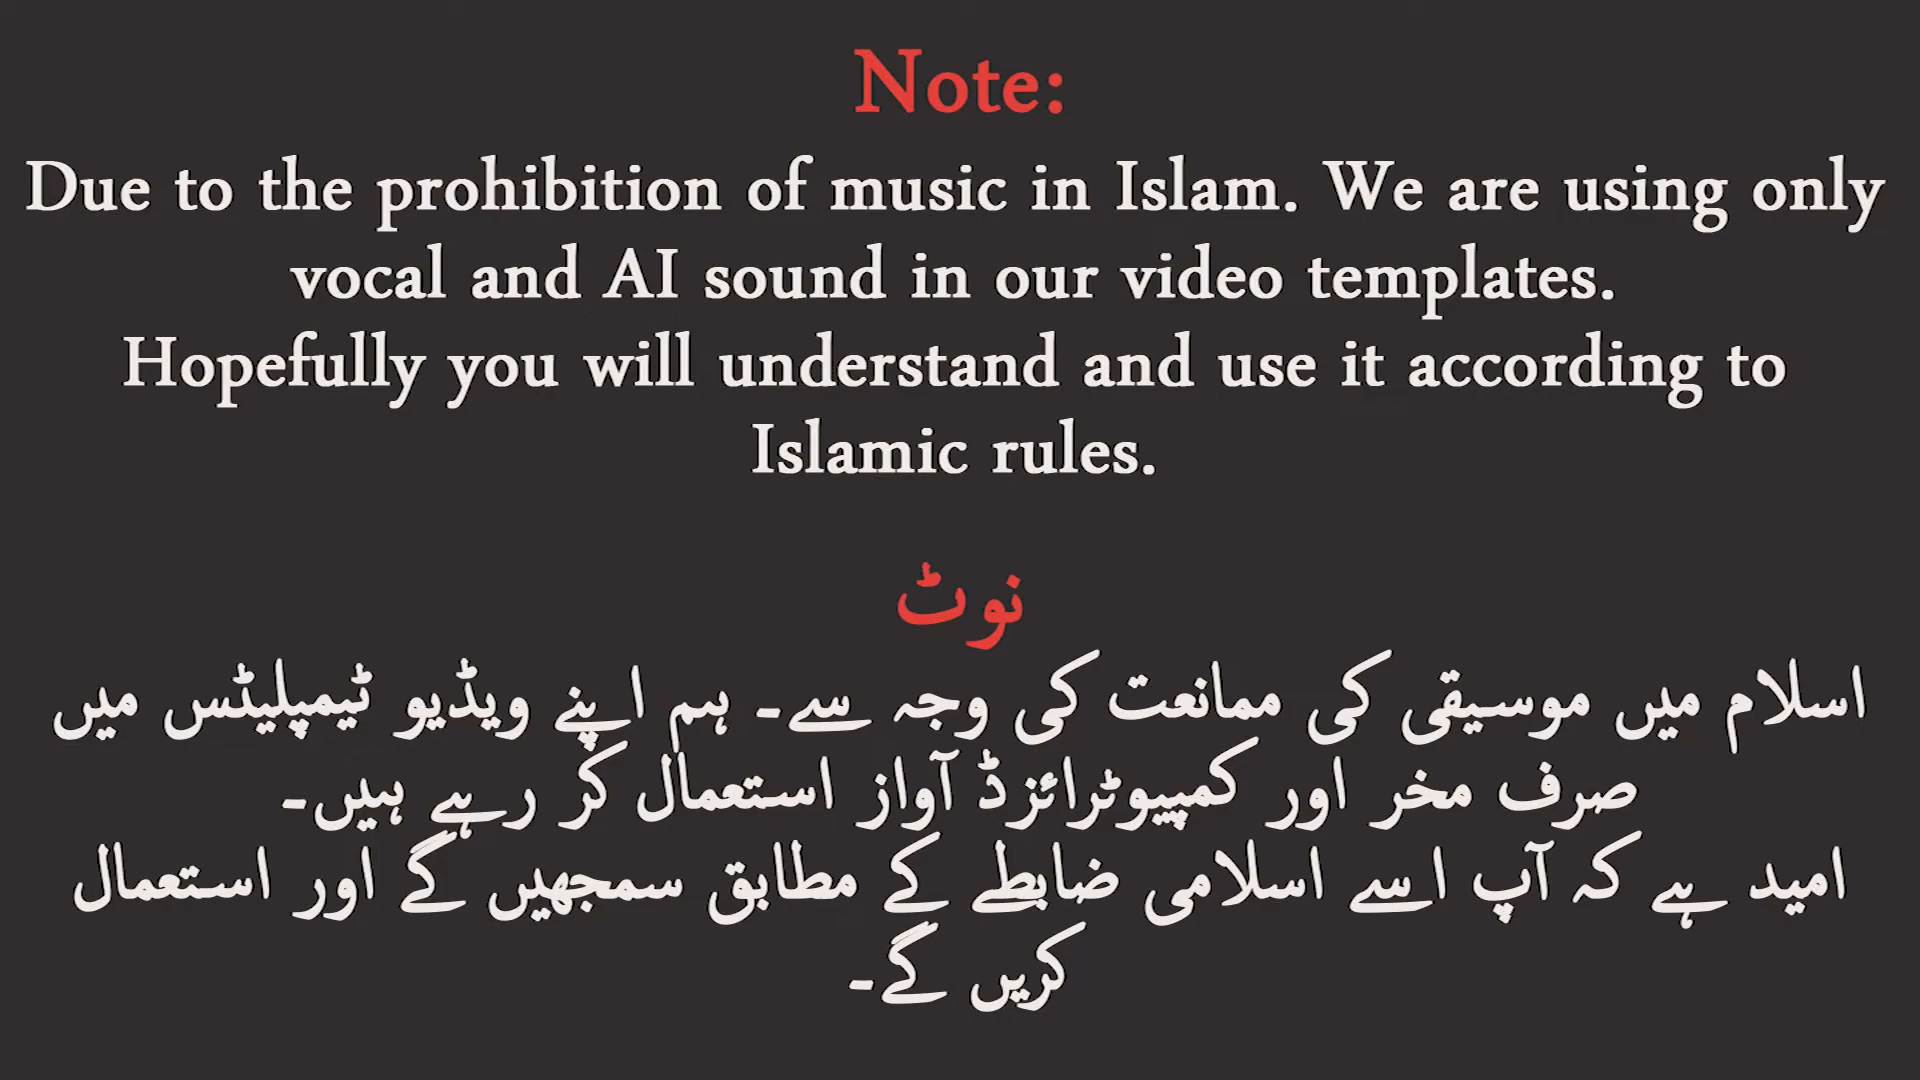 Note:
Due to the prohibition of music in Islam. We are using only
vocal and AI sound in our video templates.
Hopefully you will understand and use it according to
Islamic rules.
نوٹ
اسلام میں موسیقی کی ممانعت کی وجہ سے۔ ہم اپنے ویڈیو ٹیمپلیٹس میں
صرف مخر اور کمپیوٹرائزڈ آواز استعمال کر رہے ہیں۔
امید ہے کہ آپ اسے اسلامی ضابطے کے مطابق سمجھیں گے اور استعمال
کریں گے۔